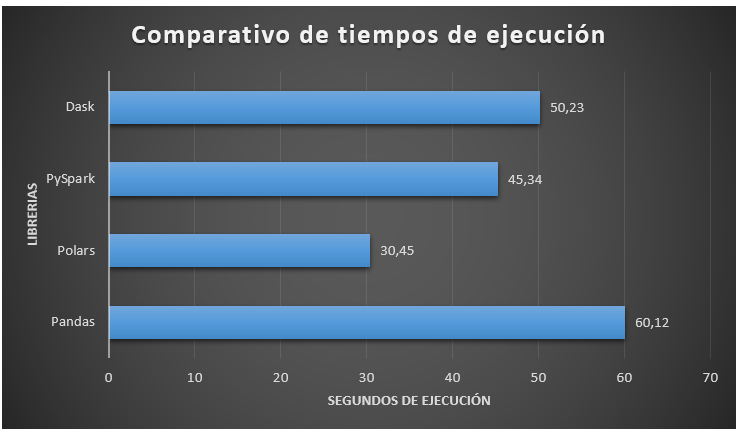 Comparativo de tiempos de ejecución
Dask
50,23
PySpark
45,34
Polars
30,45
Pandas
60,12
LIBRERIAS
0 10 20 30 40 50 60 70
SEGUNDOS DE EJECUCIÓN